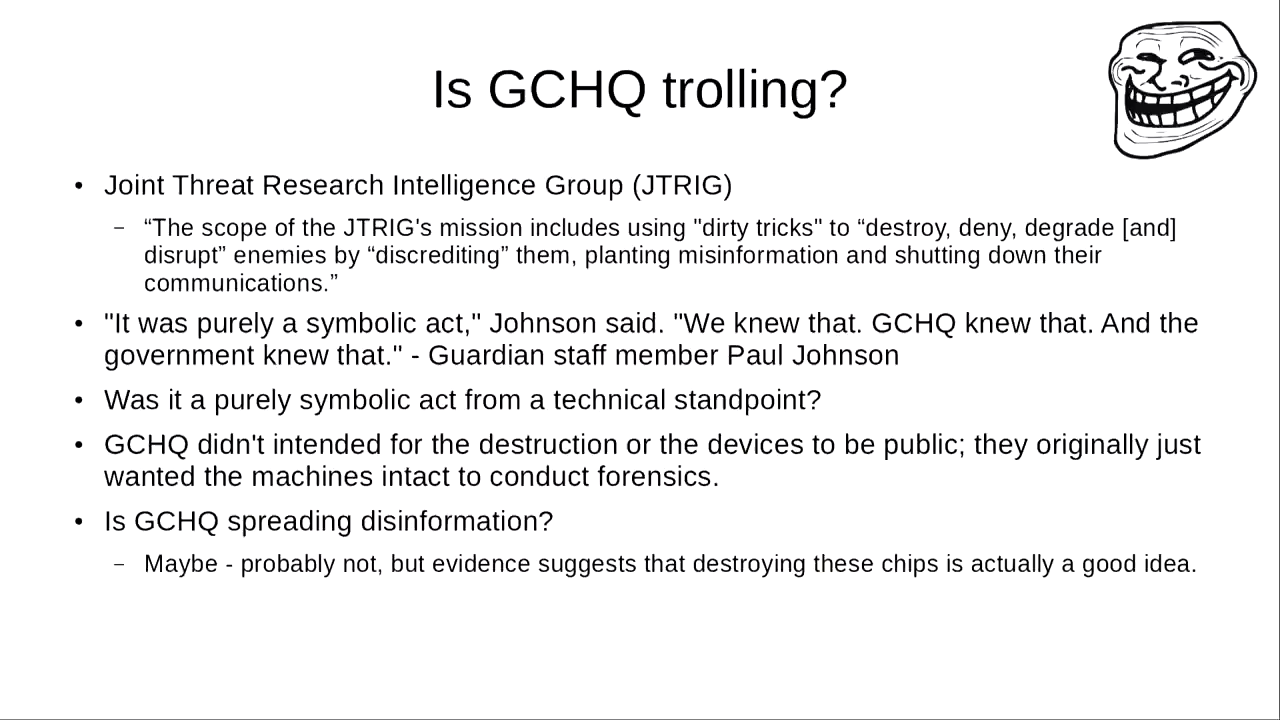 Is GCHQ trolling?
• Joint Threat Research Intelligence Group (JTRIG)
– “The scope of the JTRIG's mission includes using "dirty tricks" to “destroy, deny, degrade [and]
disrupt” enemies by “discrediting” them, planting misinformation and shutting down their
communications.”
• "It was purely a symbolic act," Johnson said. "We knew that. GCHQ knew that. And the
government knew that." - Guardian staff member Paul Johnson
• Was it a purely symbolic act from a technical standpoint?
• GCHQ didn't intended for the destruction or the devices to be public; they originally just
wanted the machines intact to conduct forensics.
• Is GCHQ spreading disinformation?
– Maybe - probably not, but evidence suggests that destroying these chips is actually a good idea.